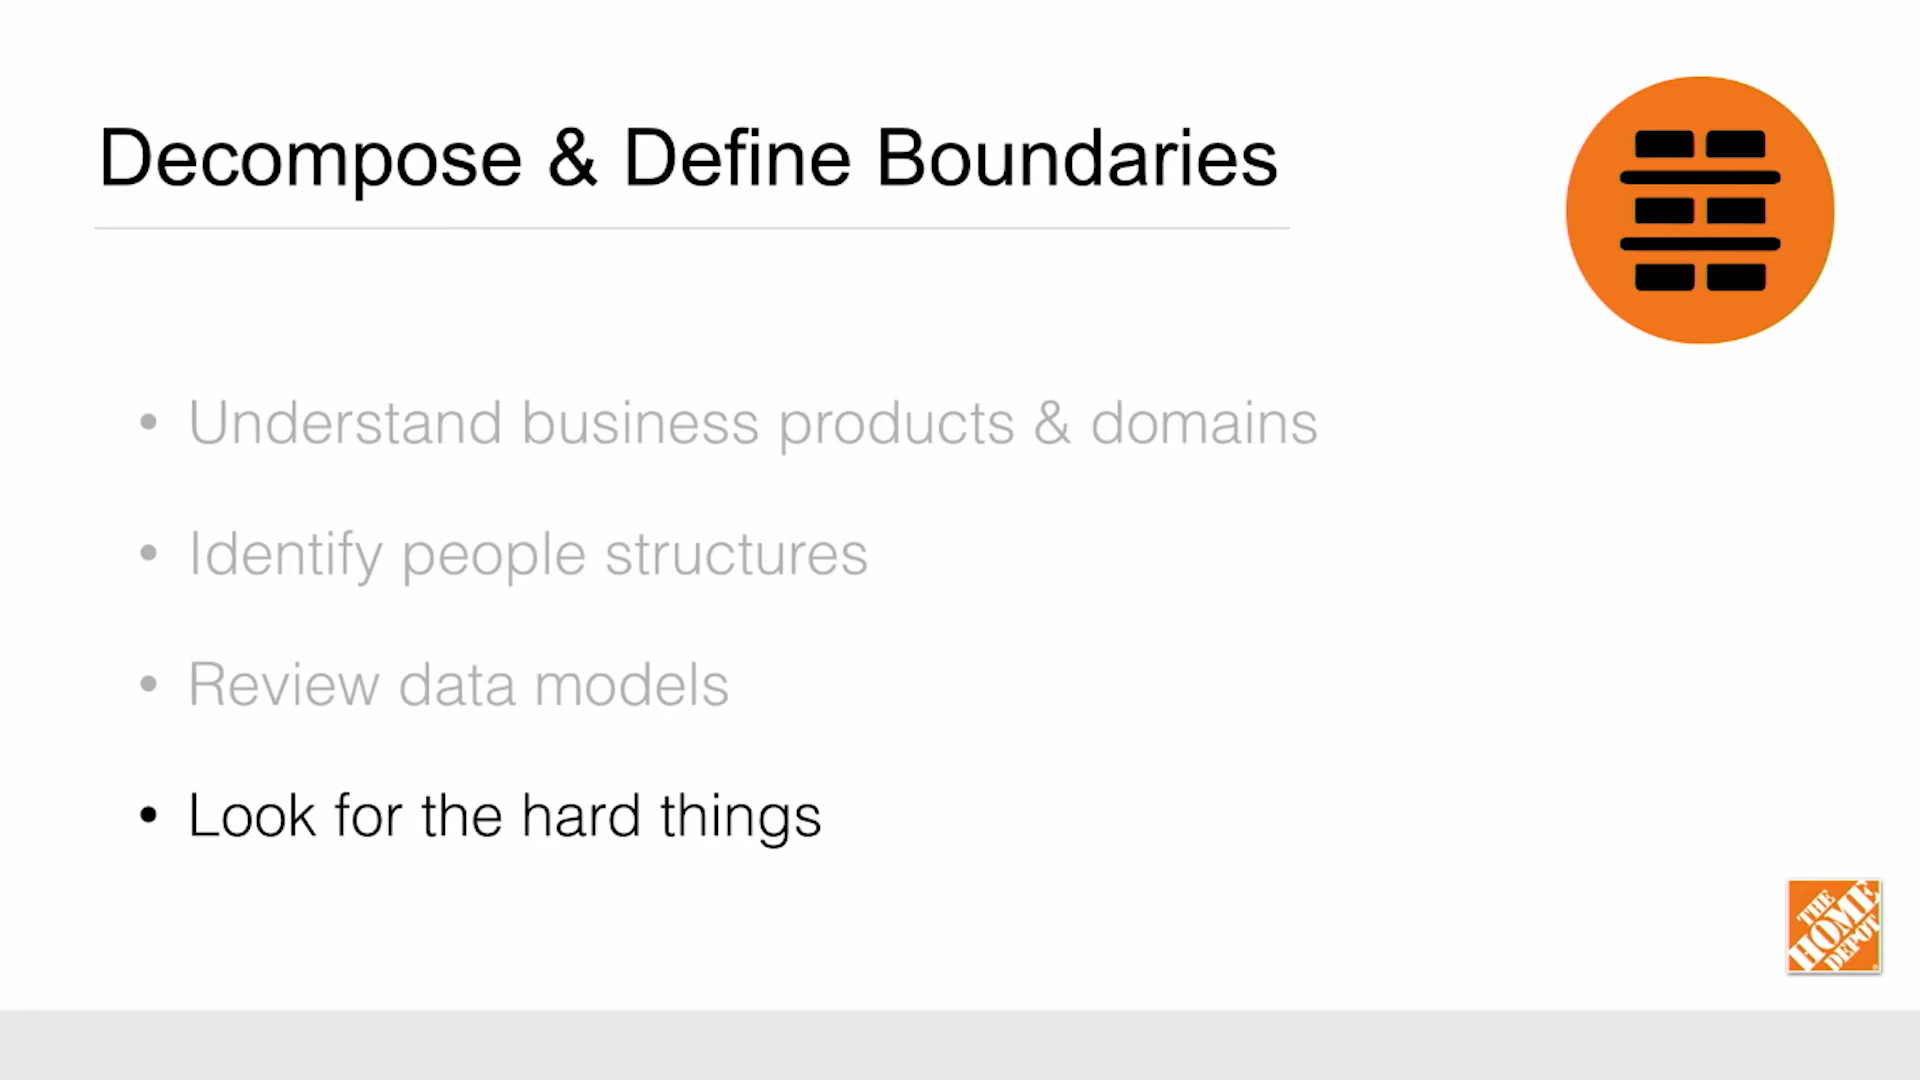 Decompose & Define Boundaries
• Understand business products & domains
• Identify people structures
• Review data models
• Look for the hard things
THE
HOME
DEPOT